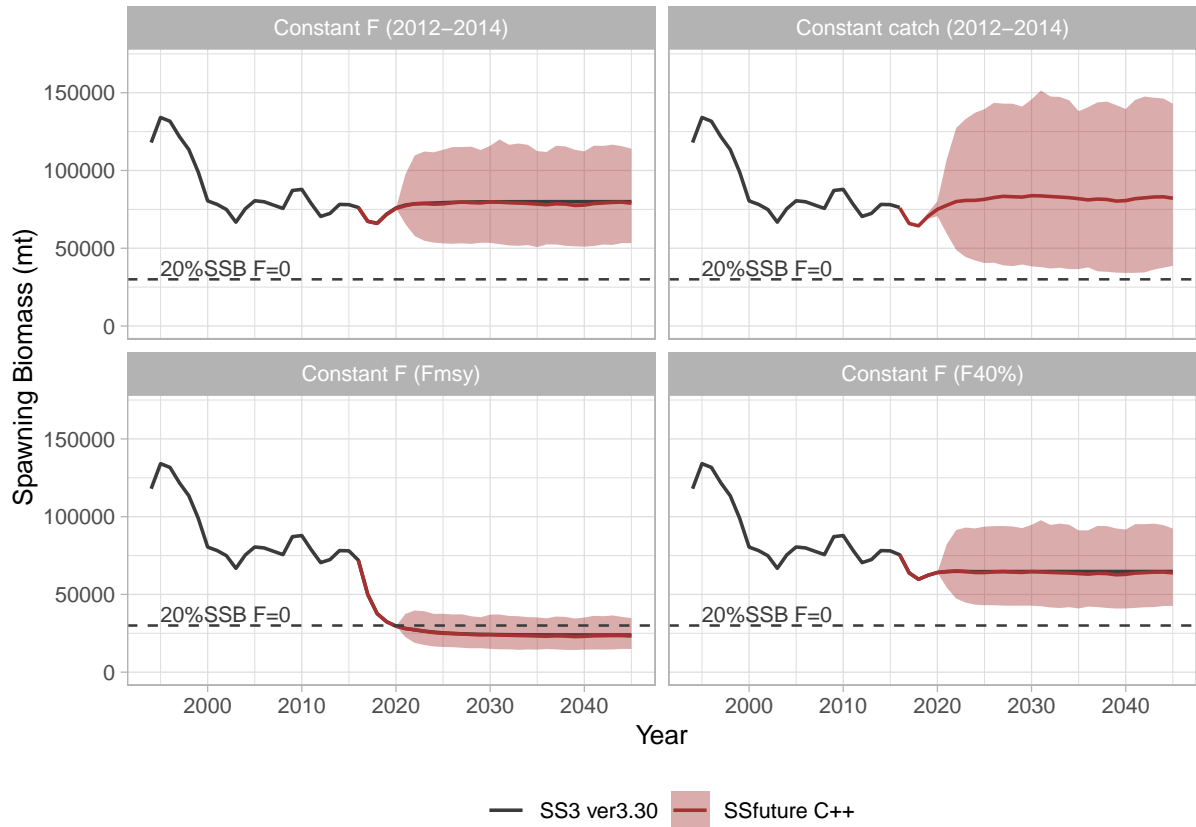 Constant F (2012−2014)
Constant catch (2012−2014)
150000
100000
50000
0
20%SSB F=0
20%SSB F=0
Spawning Biomass (mt)
Constant F (Fmsy)
Constant F (F40%)
150000
100000
50000
0
20%SSB F=0
20%SSB F=0
2000 2010 2020 2030 2040
2000 2010 2020 2030 2040
Year
SS3 ver3.30 SSfuture C++